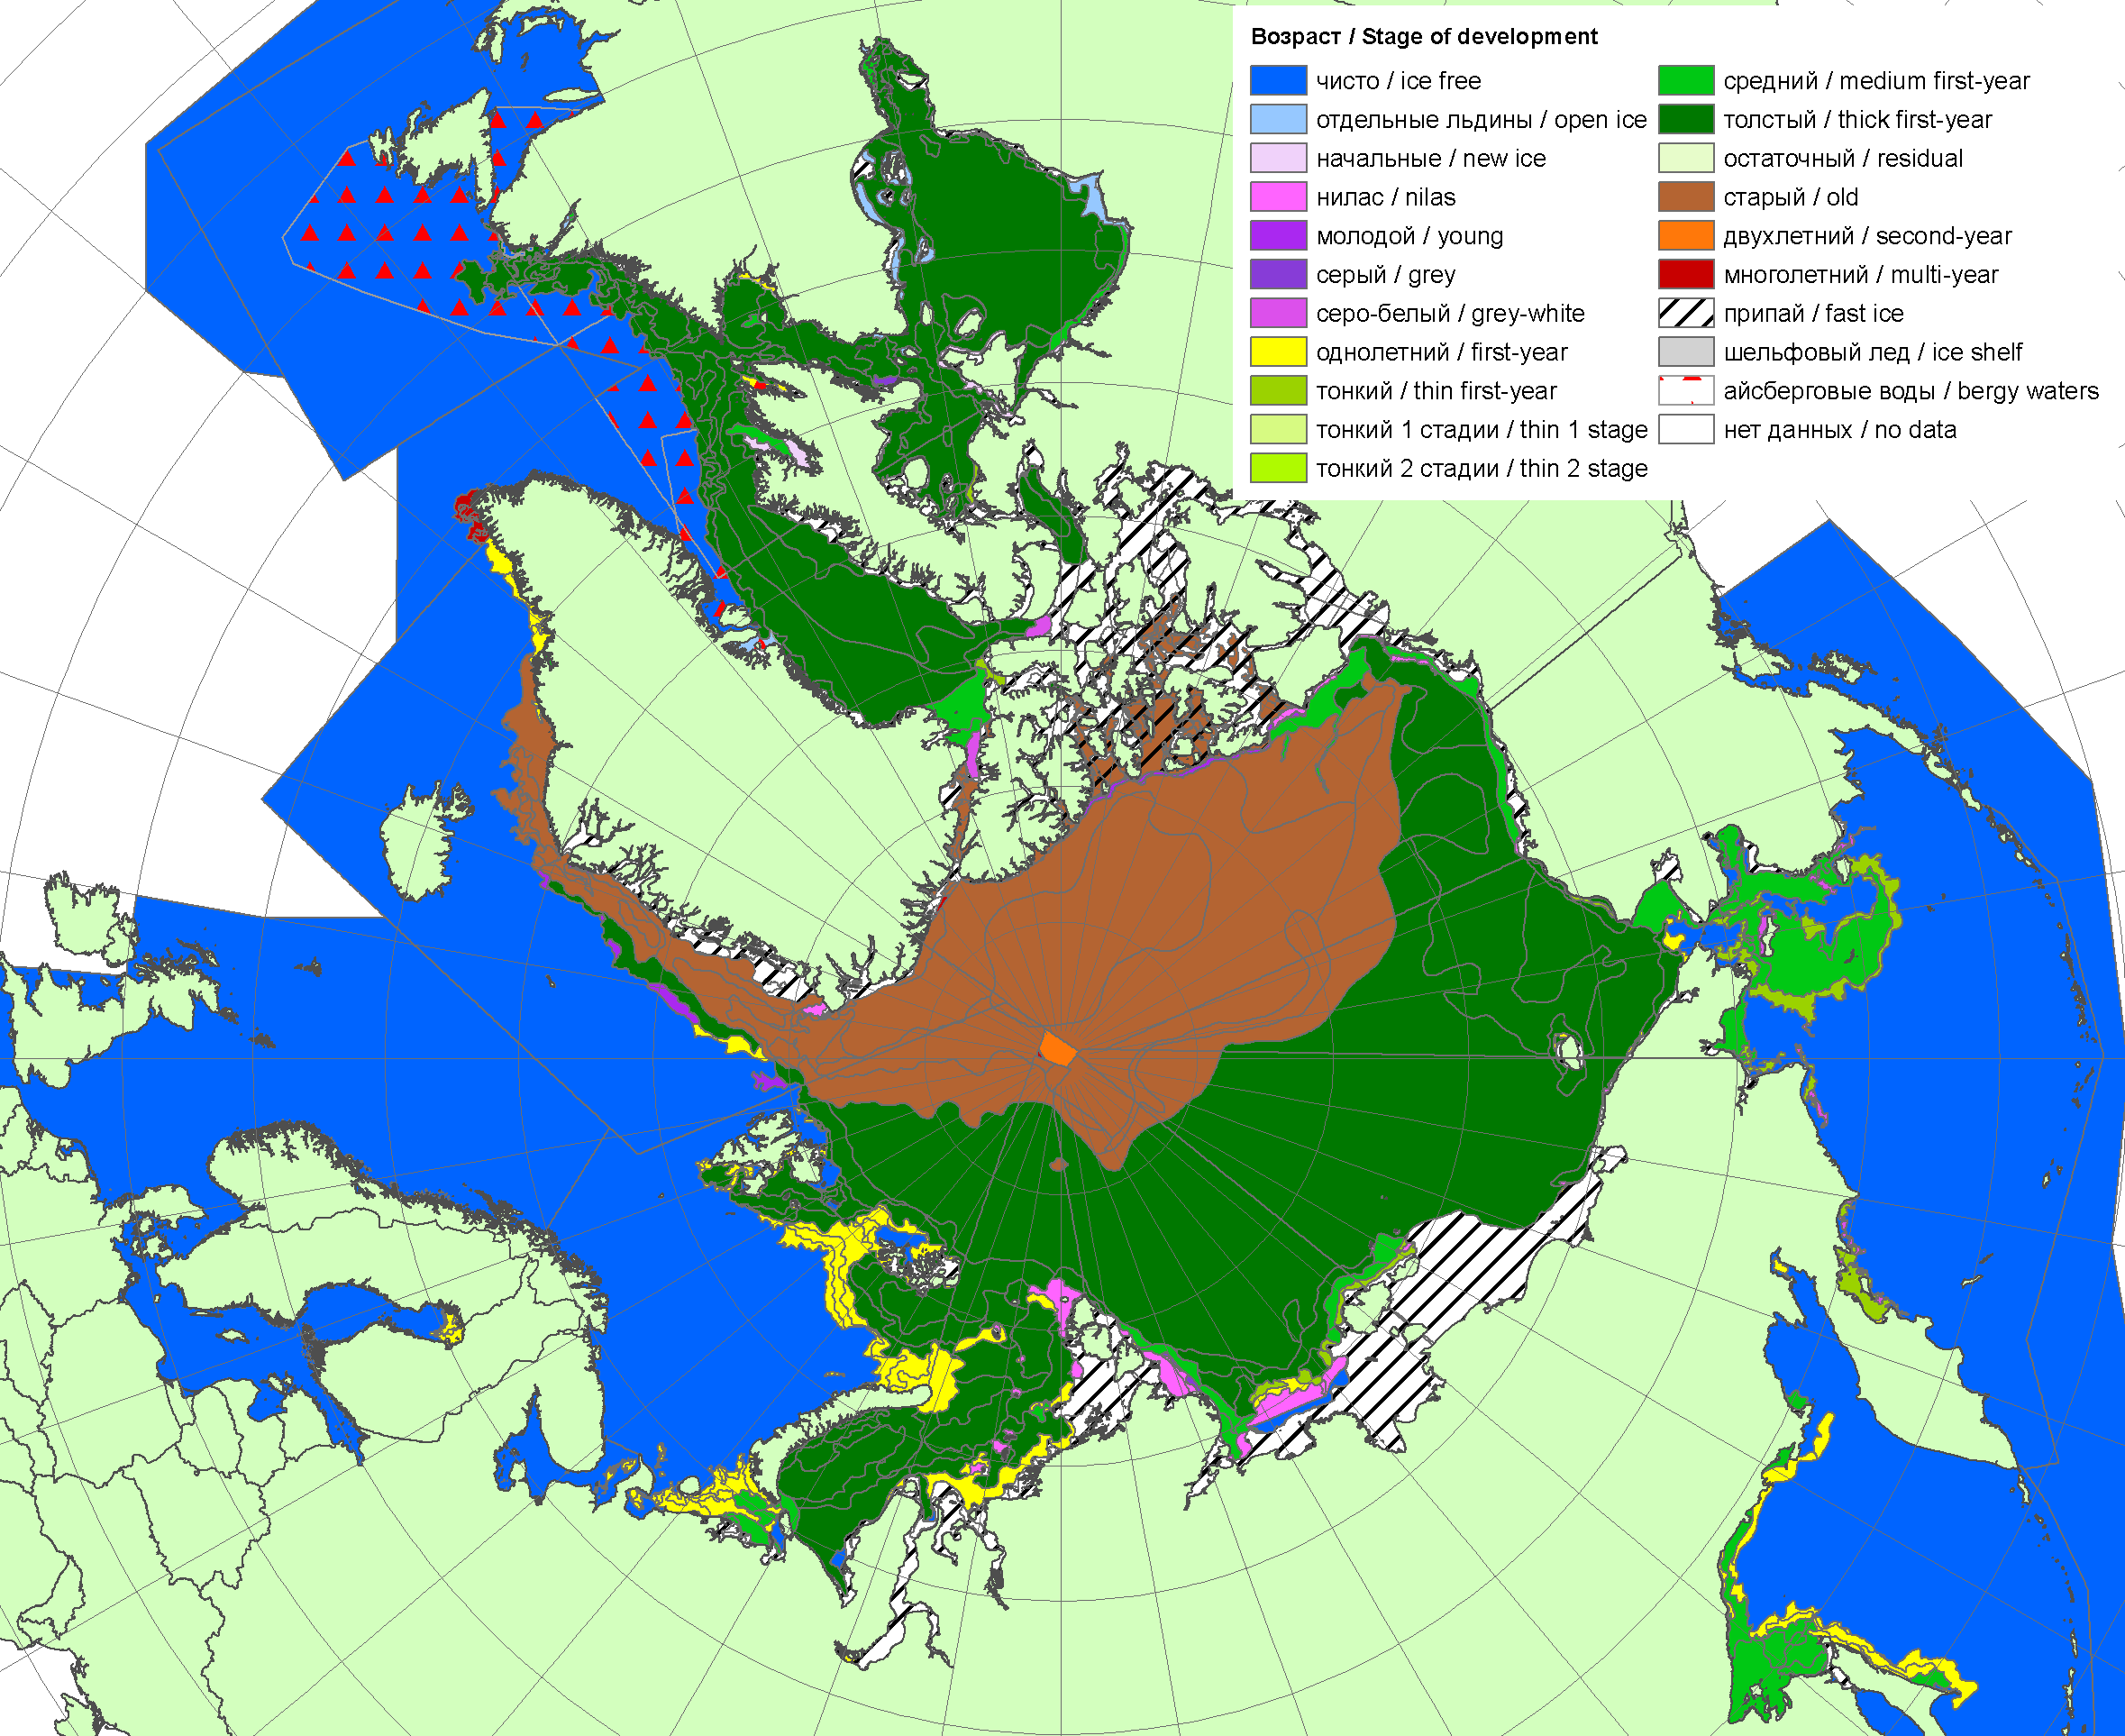 Возраст / Stage of development
чисто / ice free
отдельные льдины / open ice
начальные / new ice
нилас / nilas
молодой / young
серый / grey
серо-белый / grey-white
однолетний / first-year
тонкий / thin first-year
тонкий 1 стадии / thin 1 stage
тонкий 2 стадии / thin 2 stage
средний / medium first-year
толстый / thick first-year
остаточный / residual
старый / old
двухлетний / second-year
многолетний / multi-year
припай / fast ice
шельфовый лед / ice shelf
айсберговые воды / bergy waters
нет данных / no data